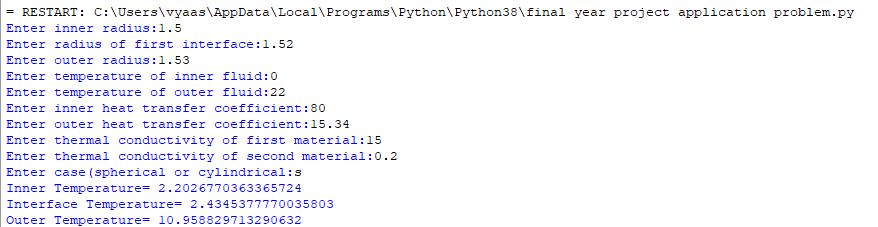 = RESTART: C:\Users\vyaas\AppData\Local\Programs\Python\Python38\final year project application problem.py
Enter inner radius:1.5
Enter radius of first interface:1.52
Enter outer radius:1.53
Enter temperature of inner fluid:0
Enter temperature of outer fluid:22
Enter inner heat transfer coefficient:80
Enter outer heat transfer coefficient:15.34
Enter thermal conductivity of first material:15
Enter thermal conductivity of second material:0.2
Enter case(spherical or cylindrical:s
Inner Temperature= 2.2026770363365724
Interface Temperature= 2.4345377770035803
Outer Temperature= 10.958829713290632